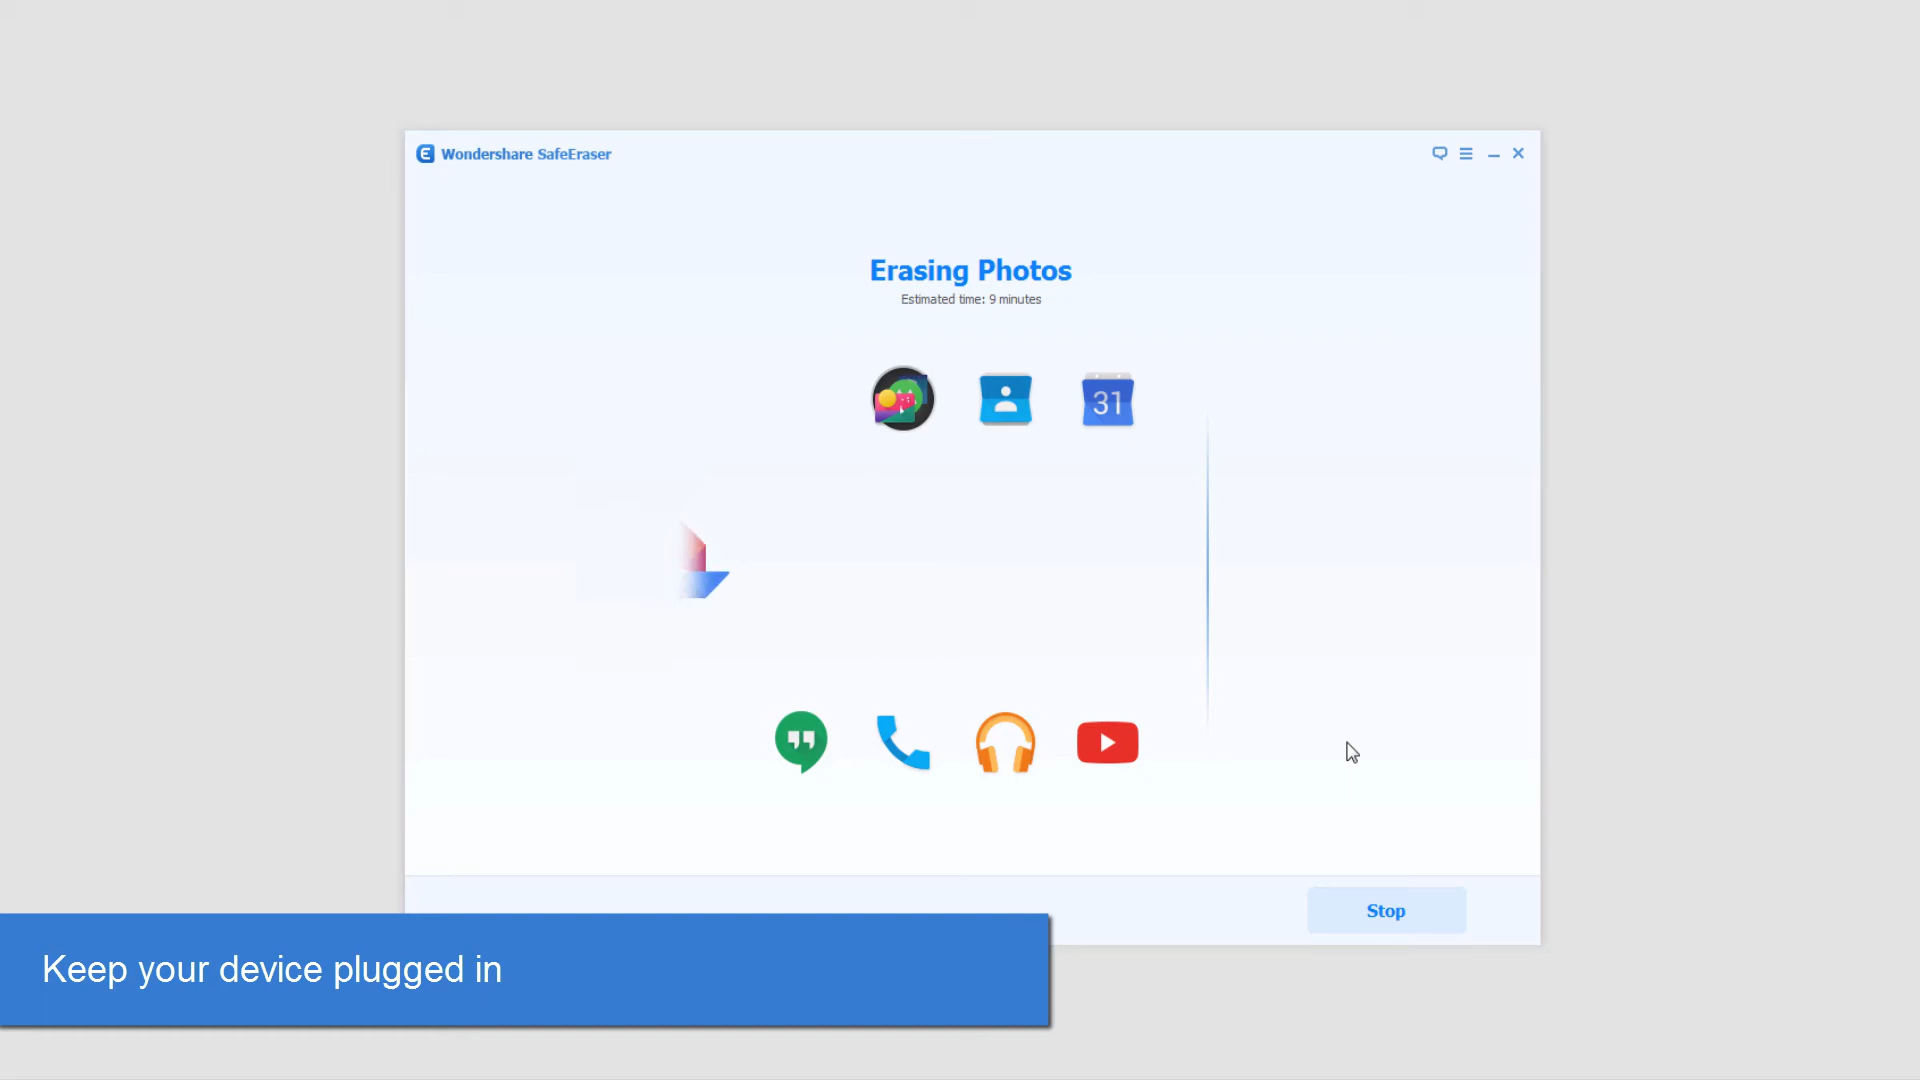 Wondershare SafeEraser
Erasing Photos
Estimated time: 9 minutes
31
Stop
Keep your device plugged in